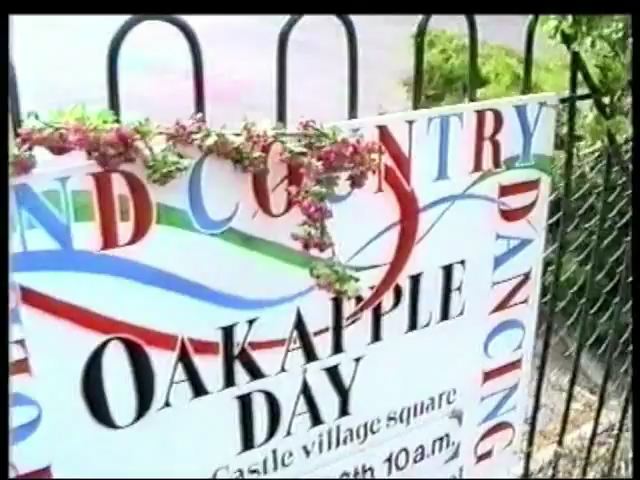 ND COUNTRY
DANCING
OAKAPPLE
DAY
Castle village square
10 a.m.